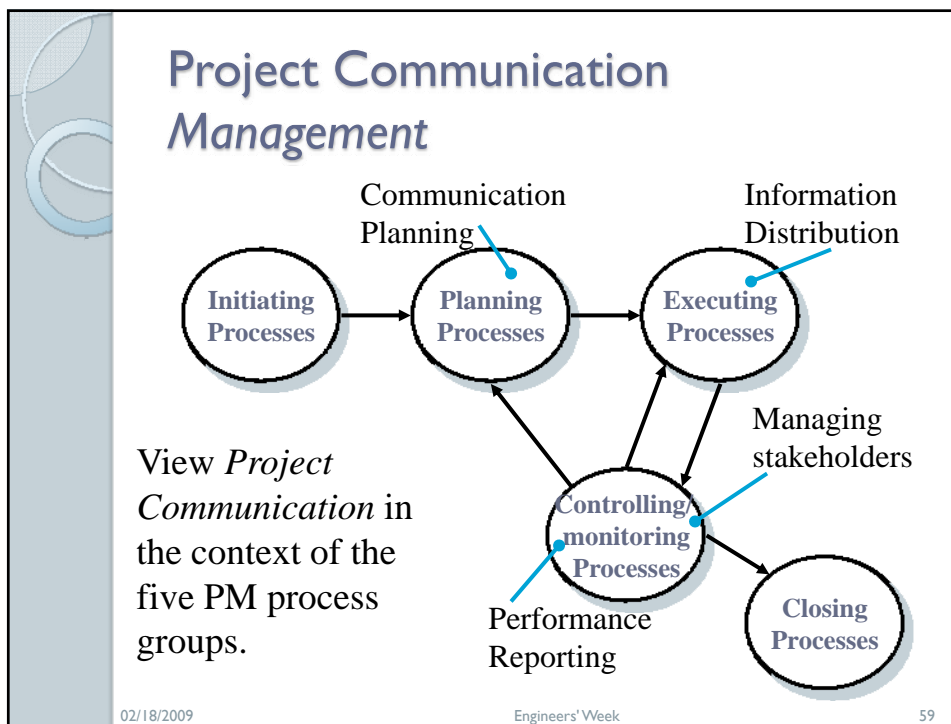 Project Communication
Management
Communication
Planning
Information
Distribution
Initiating
Processes
Planning
Processes
Executing
Processes
Managing
stakeholders
View Project
Communication in
the context of the
five PM process
groups.
Controlling/
monitoring
Processes
Performance
Reporting
Closing
Processes
02/18/2009
Engineers' Week
59